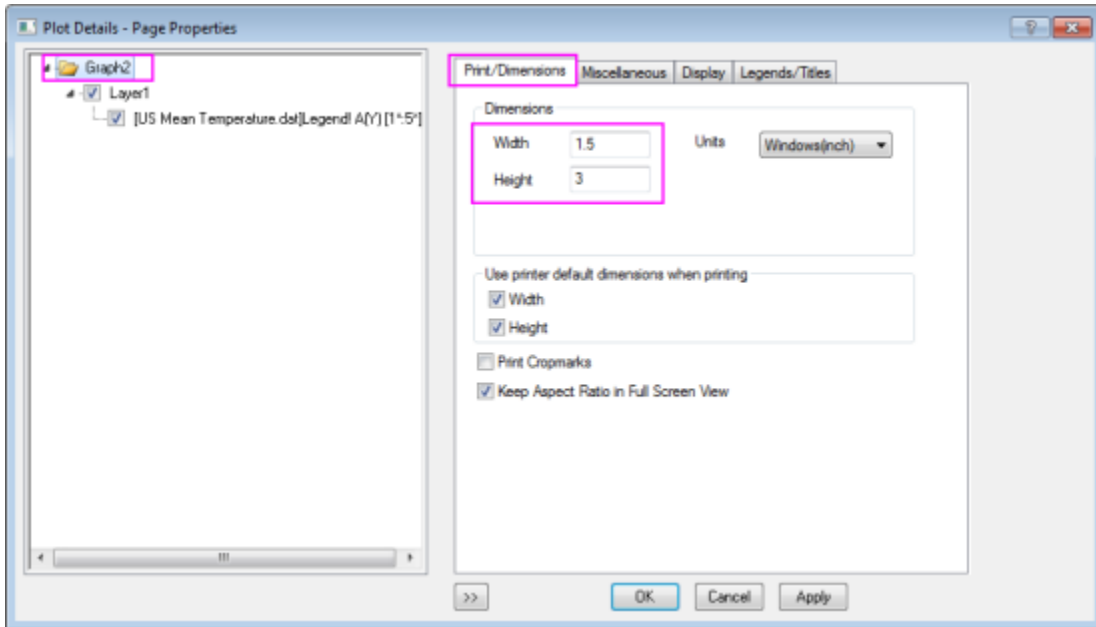 Plot Details - Page Properties
Graph2
Layer1
[US Mean Temperature.dat]Legend! A(Y) [1*:5*]
Print/Dimensions Miscellaneous Display Legends/Titles
Dimensions
Width 1.5 Units Windows(inch)
Height 3
Use printer default dimensions when printing
Width
Height
Print Cropmarks
Keep Aspect Ratio in Full Screen View
>> OK Cancel Apply